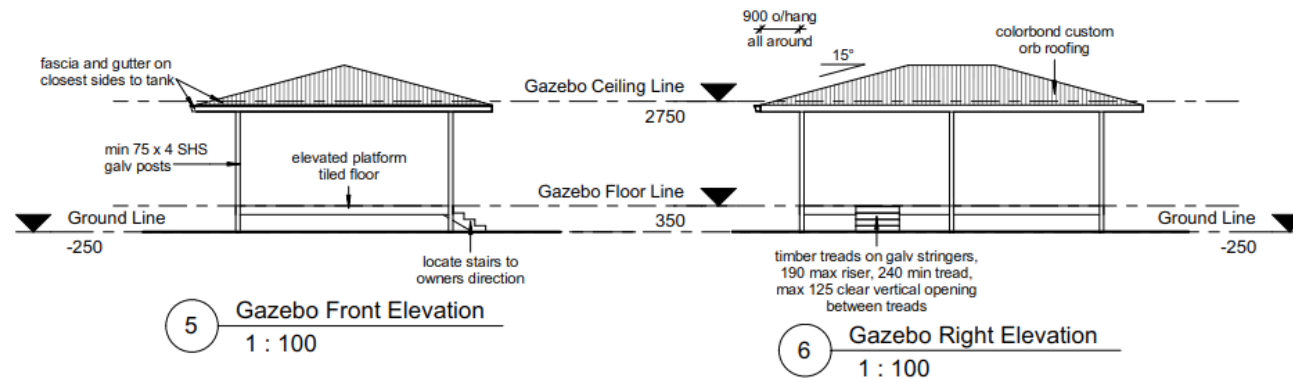 fascia and gutter on
closest sides to tank
min 75 x 4 SHS
galv posts
elevated platform
tiled floor
Ground Line
-250
locate stairs to
owners direction
5
Gazebo Front Elevation
1 : 100
Gazebo Ceiling Line
2750
Gazebo Floor Line
350
900 o/hang
all around
15°
colorbond custom
orb roofing
Ground Line
-250
timber treads on galv stringers,
190 max riser, 240 min tread,
max 125 clear vertical opening
between treads
6
Gazebo Right Elevation
1 : 100